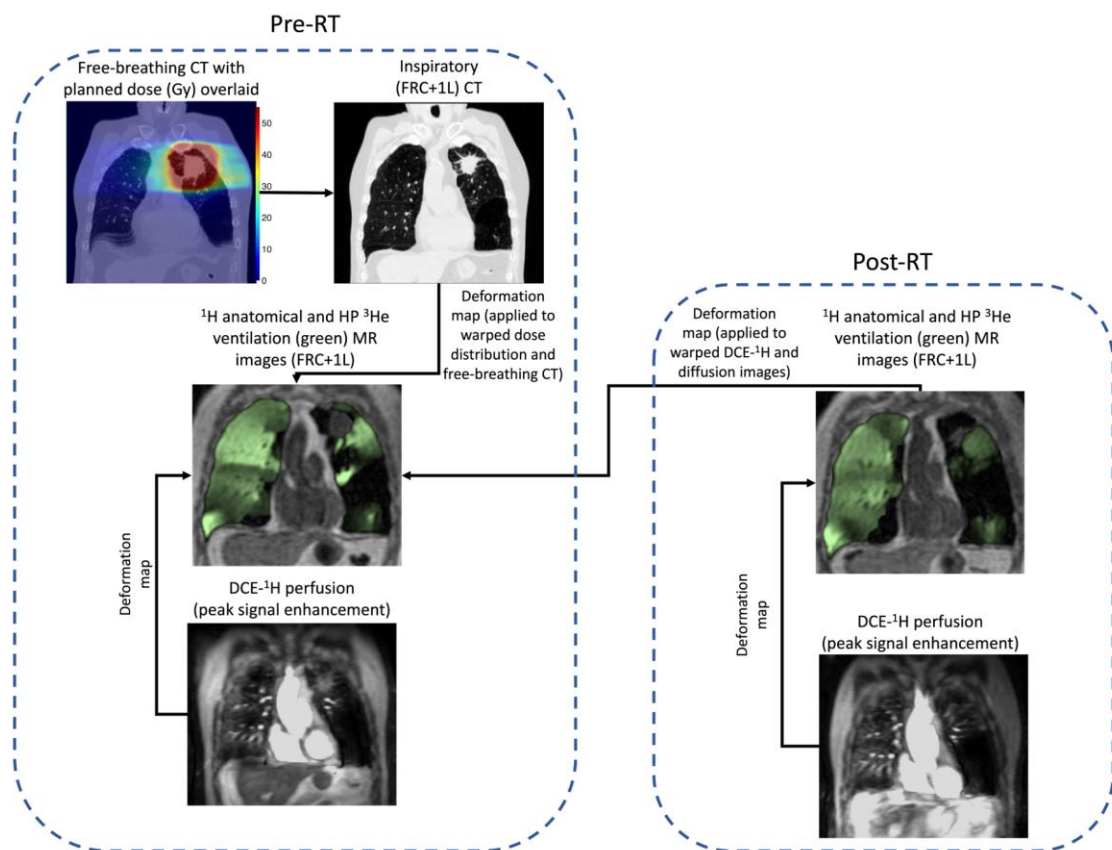 Pre-RT
Free-breathing CT with
planned dose (Gy) overlaid
50
40
30
20
10
0
Inspiratory
(FRC+1L) CT
¹H anatomical and HP ³He
ventilation (green) MR
images (FRC+1L)
Deformation
map (applied to
warped dose
distribution and
free-breathing CT)
Deformation
map
DCE-¹H perfusion
(peak signal enhancement)
Post-RT
Deformation
map (applied to
warped DCE-¹H and
diffusion images)
¹H anatomical and HP ³He
ventilation (green) MR
images (FRC+1L)
Deformation
map
DCE-¹H perfusion
(peak signal enhancement)